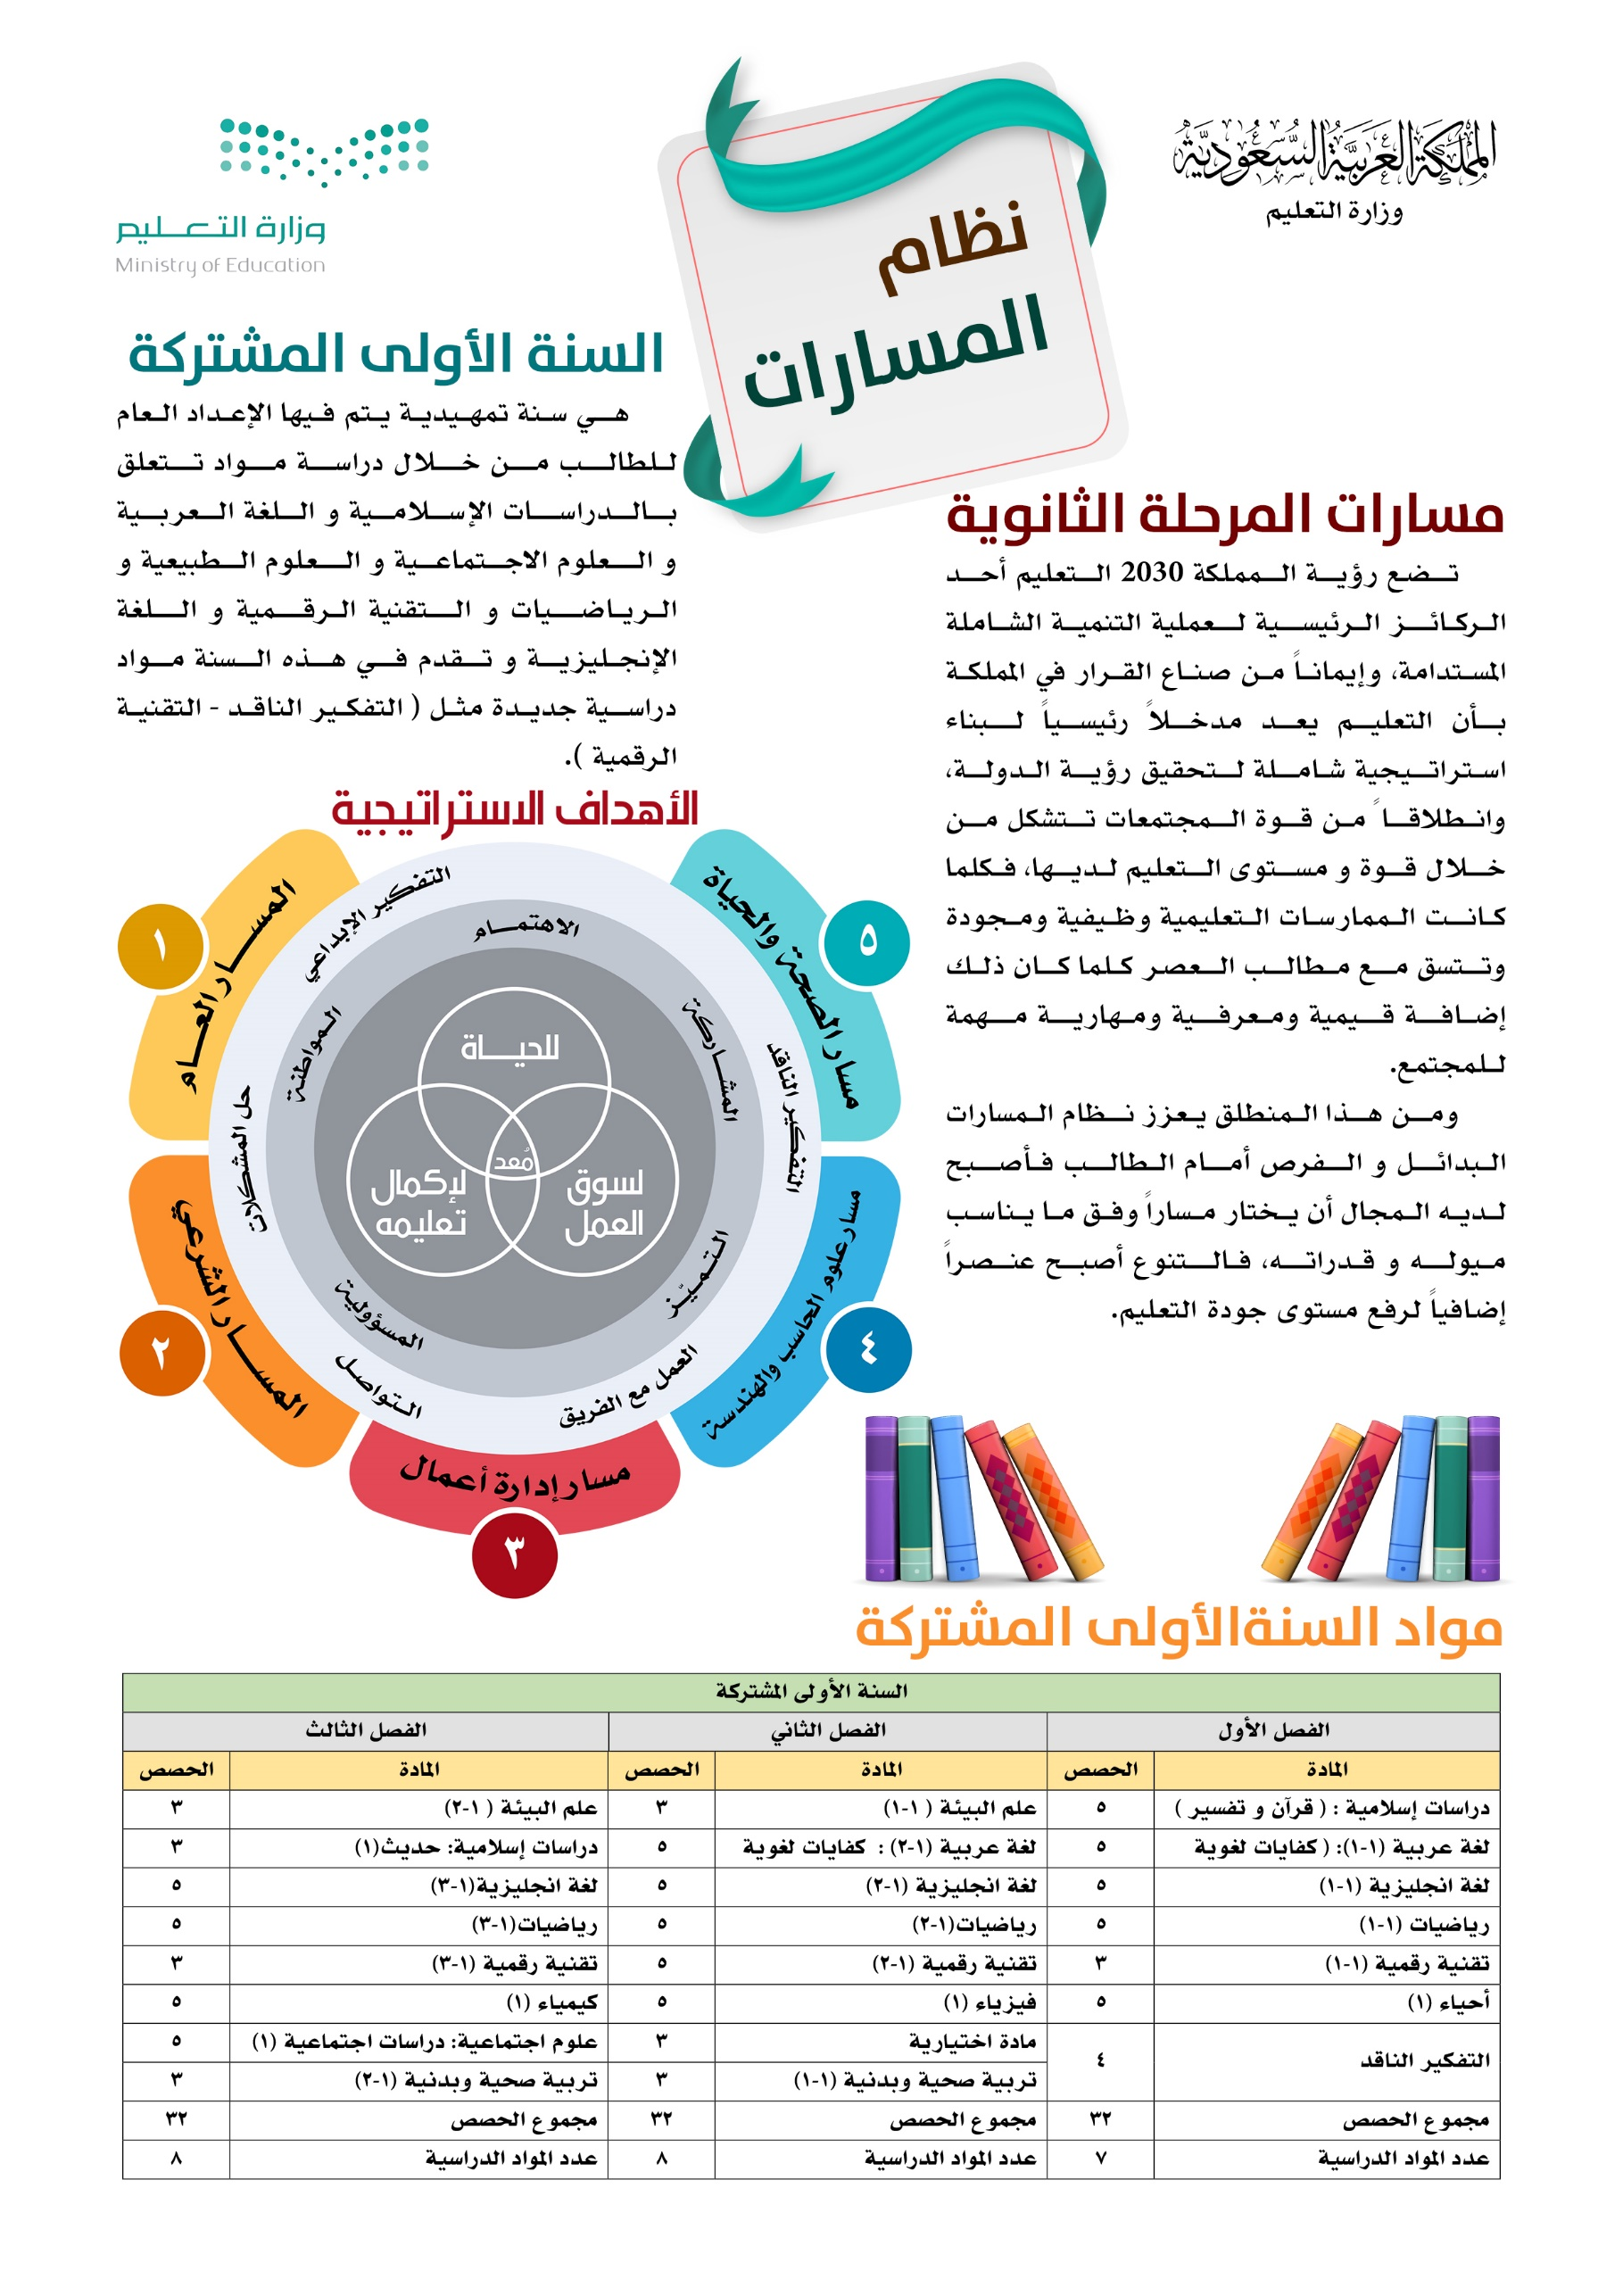 المملكة العربية السعودية
وزارة التعليم
وزارة التعليم
Ministry of Education
نظام
المسارات
مسارات المرحلة الثانوية
تضع رؤية المملكة 2030 التعليم أحد
الركائز الرئيسية لعملية التنمية الشاملة
المستدامة، وإيماناً من صناع القرار في المملكة
بأن التعليم يعد مدخلاً رئيسياً لبناء
استراتيجية شاملة لتحقيق رؤية الدولة،
وانطلاقاً من قوة المجتمعات تتشكل من
خلال قوة و مستوى التعليم لديها، فكلما
كانت الممارسات التعليمية وظيفية ومجودة
وتتسق مع مطالب العصر كلما كان ذلك
إضافة قيمية ومعرفية ومهارية مهمة
للمجتمع.
ومن هذا المنطلق يعزز نظام المسارات
البدائل و الفرص أمام الطالب فأصبح
لديه المجال أن يختار مساراً وفق ما يناسب
ميوله و قدراته، فالتنوع أصبح عنصراً
إضافياً لرفع مستوى جودة التعليم.
السنة الأولى المشتركة
هي سنة تمهيدية يتم فيها الإعداد العام
للطالب من خلال دراسة مواد تتعلق
بالدراسات الإسلامية و اللغة العربية
و العلوم الاجتماعية و العلوم الطبيعية و
الرياضيات و التقنية الرقمية و اللغة
الإنجليزية و تقدم في هذه السنة مواد
دراسية جديدة مثل ( التفكير الناقد - التقنية
الرقمية ).
الأهداف الاستراتيجية
المسار العام
١
المسار الشرعي
٢
مسار إدارة أعمال
٣
مسار علوم الحاسب والهندسة
٤
مسار الصحة والحياة
٥
التفكير الإبداعي
التفكير الناقد
العمل مع الفريق
التواصل
حل المشكلات
الاهتمام
المشاركة
التميّز
المسؤولية
المواطنة
للحياة
مُعد
لسوق
العمل
لإكمال
تعليمه
مواد السنةالأولى المشتركة
السنة الأولى المشتركة
الفصل الأول الفصل الثاني الفصل الثالث
المادة الحصص المادة الحصص المادة الحصص
دراسات إسلامية : ( قرآن و تفسير ) ٥ علم البيئة ( ١-١) ٣ علم البيئة ( ١-٢) ٣
لغة عربية (١-١): ( كفايات لغوية ٥ لغة عربية (١-٢) : كفايات لغوية ٥ دراسات إسلامية: حديث(١) ٣
لغة انجليزية (١-١) ٥ لغة انجليزية (١-٢) ٥ لغة انجليزية(١-٣) ٥
رياضيات (١-١) ٥ رياضيات(١-٢) ٥ رياضيات(١-٣) ٥
تقنية رقمية (١-١) ٣ تقنية رقمية (١-٢) ٥ تقنية رقمية (١-٣) ٣
أحياء (١) ٥ فيزياء (١) ٥ كيمياء (١) ٥
التفكير الناقد ٤ مادة اختيارية ٣ علوم اجتماعية: دراسات اجتماعية (١) ٥
تربية صحية وبدنية (١-١) ٣ تربية صحية وبدنية (١-٢) ٣
مجموع الحصص ٣٢ مجموع الحصص ٣٢ مجموع الحصص ٣٢
عدد المواد الدراسية ٧ عدد المواد الدراسية ٨ عدد المواد الدراسية ٨